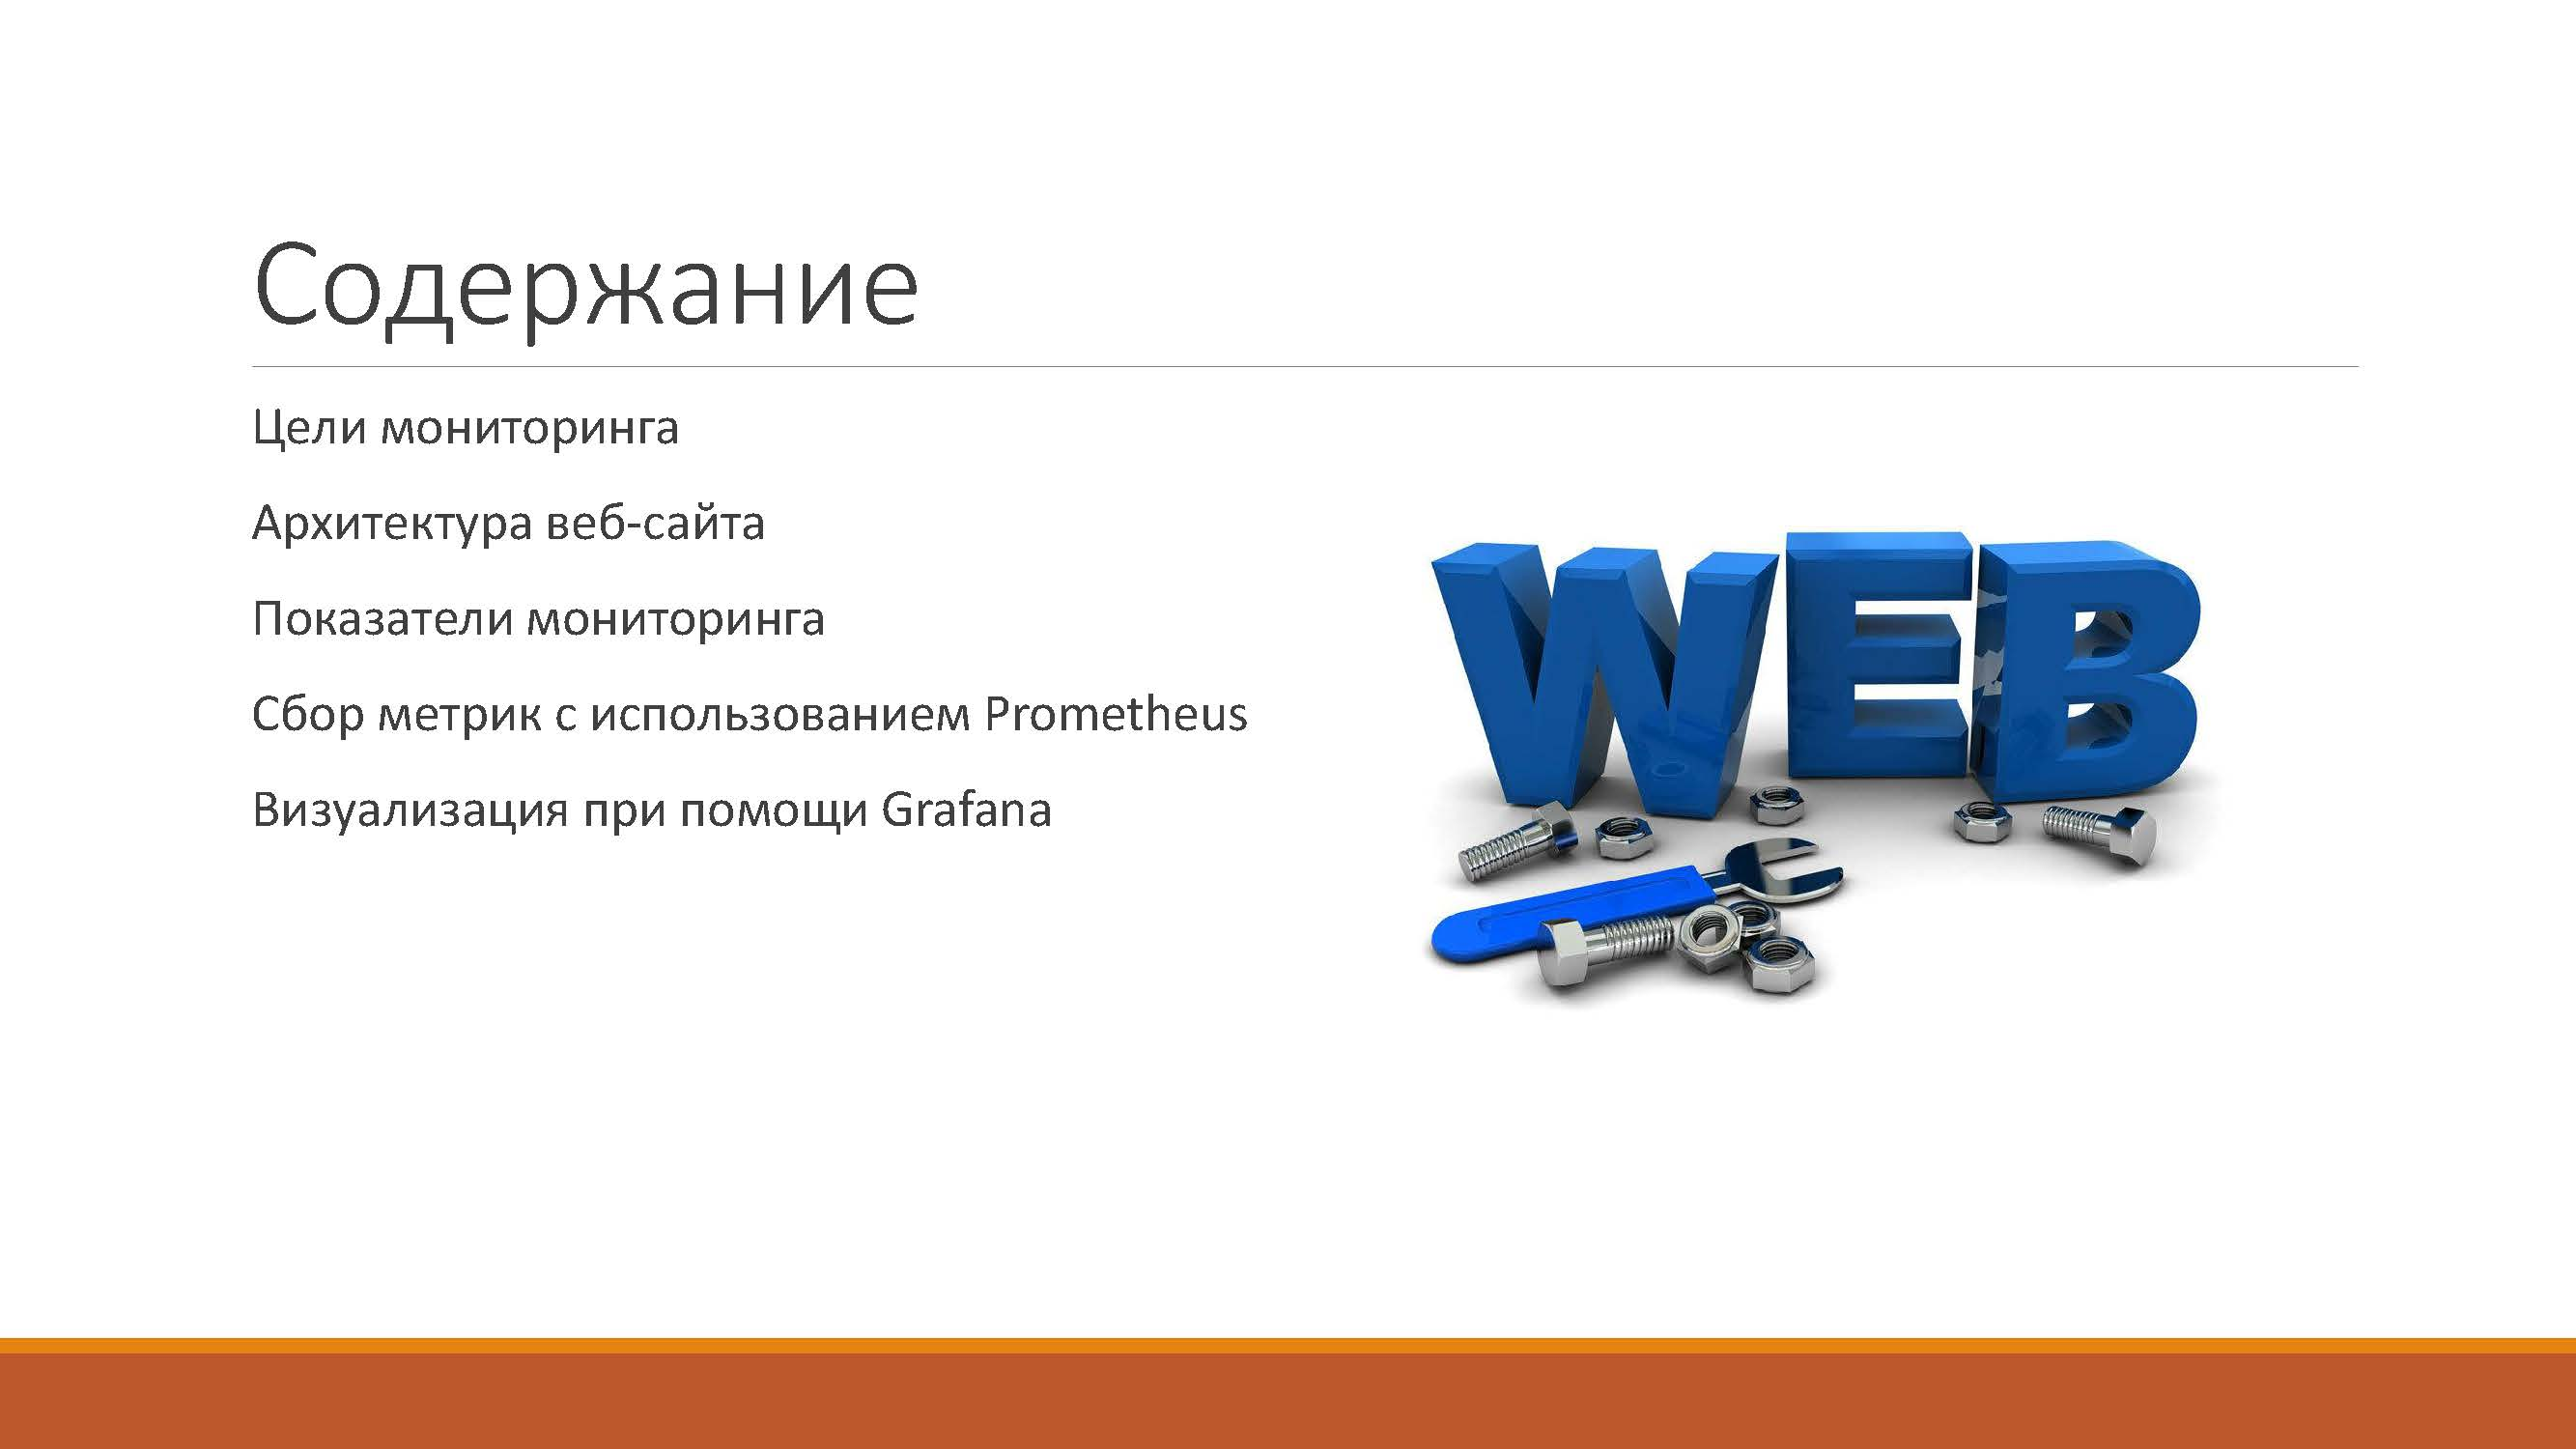 Содержание
Цели мониторинга
Архитектура веб-сайта
Показатели мониторинга
Сбор метрик с использованием Prometheus
Визуализация при помощи Grafana
WEB